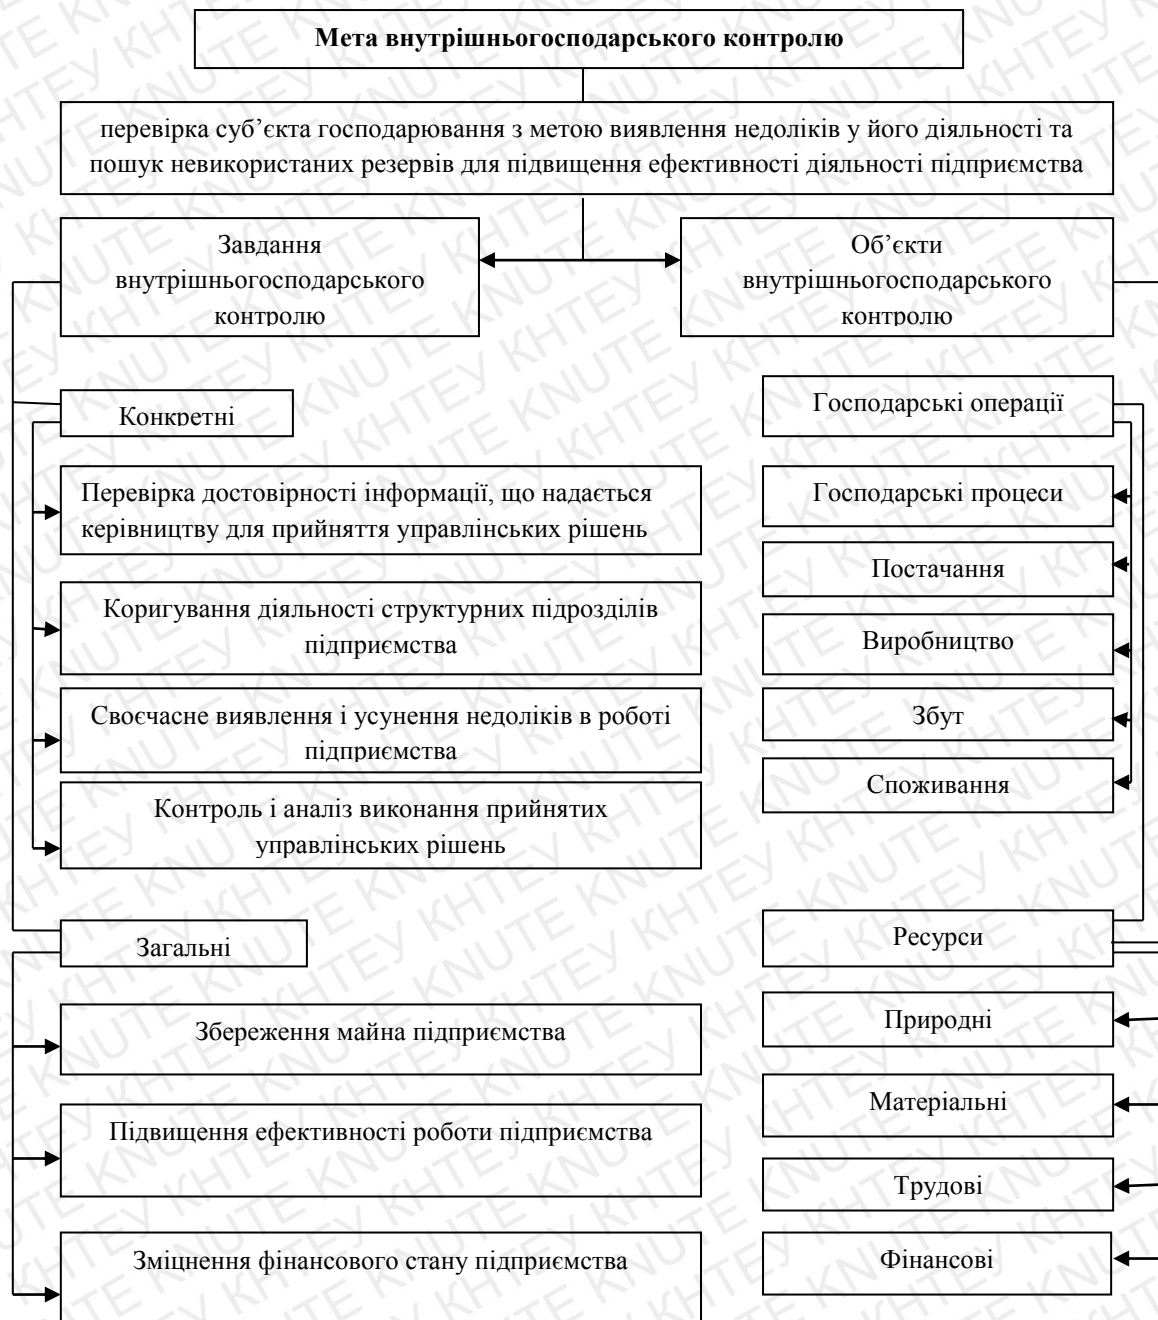 Мета внутрішньогосподарського контролю
перевірка суб’єкта господарювання з метою виявлення недоліків у його діяльності та
пошук невикористаних резервів для підвищення ефективності діяльності підприємства
Завдання
внутрішньогосподарського
контролю
Об’єкти
внутрішньогосподарського
контролю
Конкретні
Перевірка достовірності інформації, що надається
керівництву для прийняття управлінських рішень
Коригування діяльності структурних підрозділів
підприємства
Своєчасне виявлення і усунення недоліків в роботі
підприємства
Контроль і аналіз виконання прийнятих
управлінських рішень
Загальні
Збереження майна підприємства
Підвищення ефективності роботи підприємства
Зміцнення фінансового стану підприємства
Господарські операції
Господарські процеси
Постачання
Виробництво
Збут
Споживання
Ресурси
Природні
Матеріальні
Трудові
Фінансові
KNUTE КНТЕУ